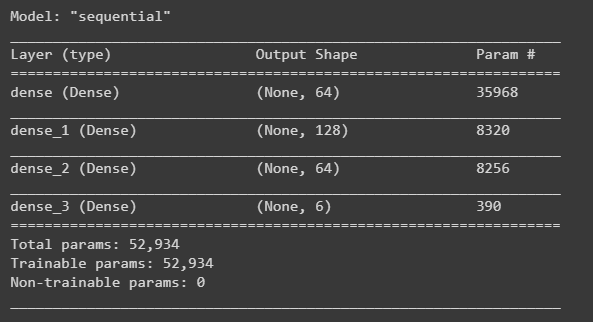 Model: "sequential"
_________________________________________________________________
Layer (type)                 Output Shape              Param #
=================================================================
dense (Dense)                (None, 64)                35968
_________________________________________________________________
dense_1 (Dense)              (None, 128)               8320
_________________________________________________________________
dense_2 (Dense)              (None, 64)                8256
_________________________________________________________________
dense_3 (Dense)              (None, 6)                 390
=================================================================
Total params: 52,934
Trainable params: 52,934
Non-trainable params: 0
_________________________________________________________________